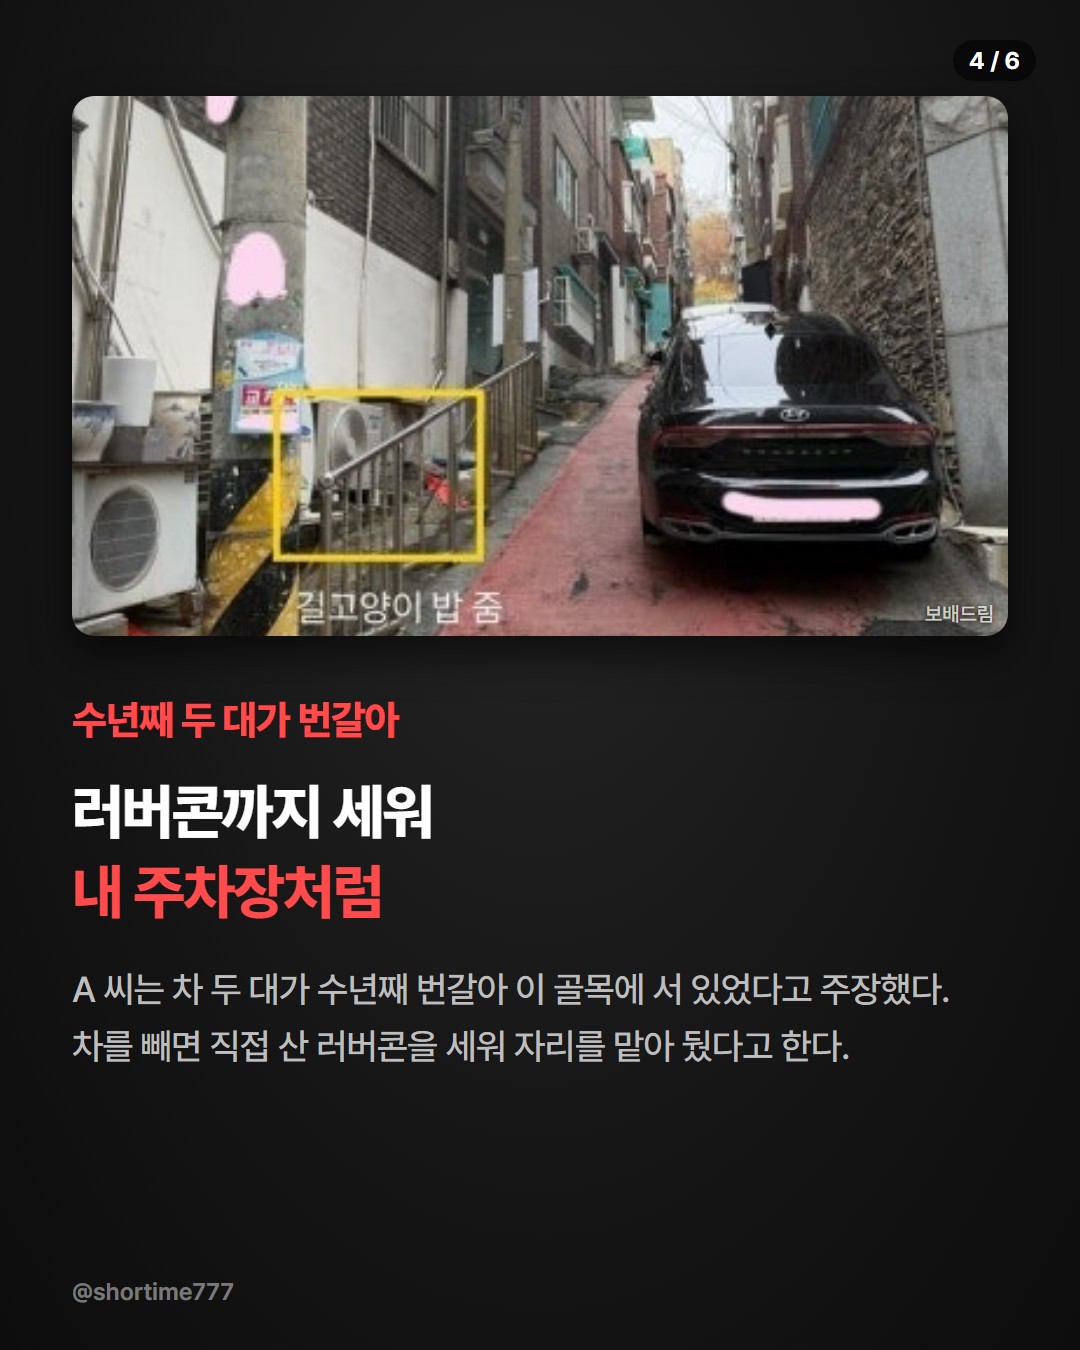 4 / 6
길고양이 밥 줌
보배드림
수년째 두 대가 번갈아
러버콘까지 세워
내 주차장처럼
A 씨는 차 두 대가 수년째 번갈아 이 골목에 서 있었다고 주장했다.
차를 빼면 직접 산 러버콘을 세워 자리를 맡아 뒀다고 한다.
@shortime777